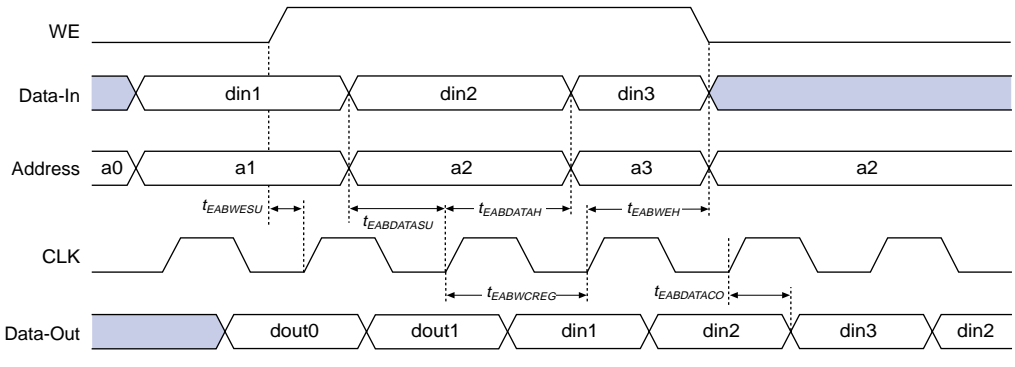 WE
Data-In din1 din2 din3
Address a0 a1 a2 a3 a2
tEABWESU tEABDATASU tEABDATAH tEABWEH
CLK
tEABWCREG tEABDATACO
Data-Out dout0 dout1 din1 din2 din3 din2